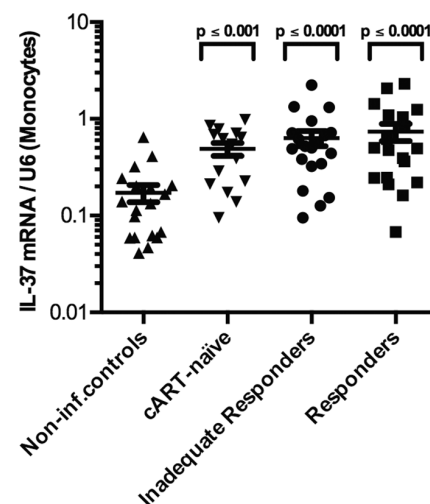 p ≤ 0.001 p ≤ 0.0001 p ≤ 0.0001
IL-37 mRNA / U6 (Monocytes)
10
1
0.1
0.01
Non-inf.controls
cART-naïve
Inadequate Responders
Responders